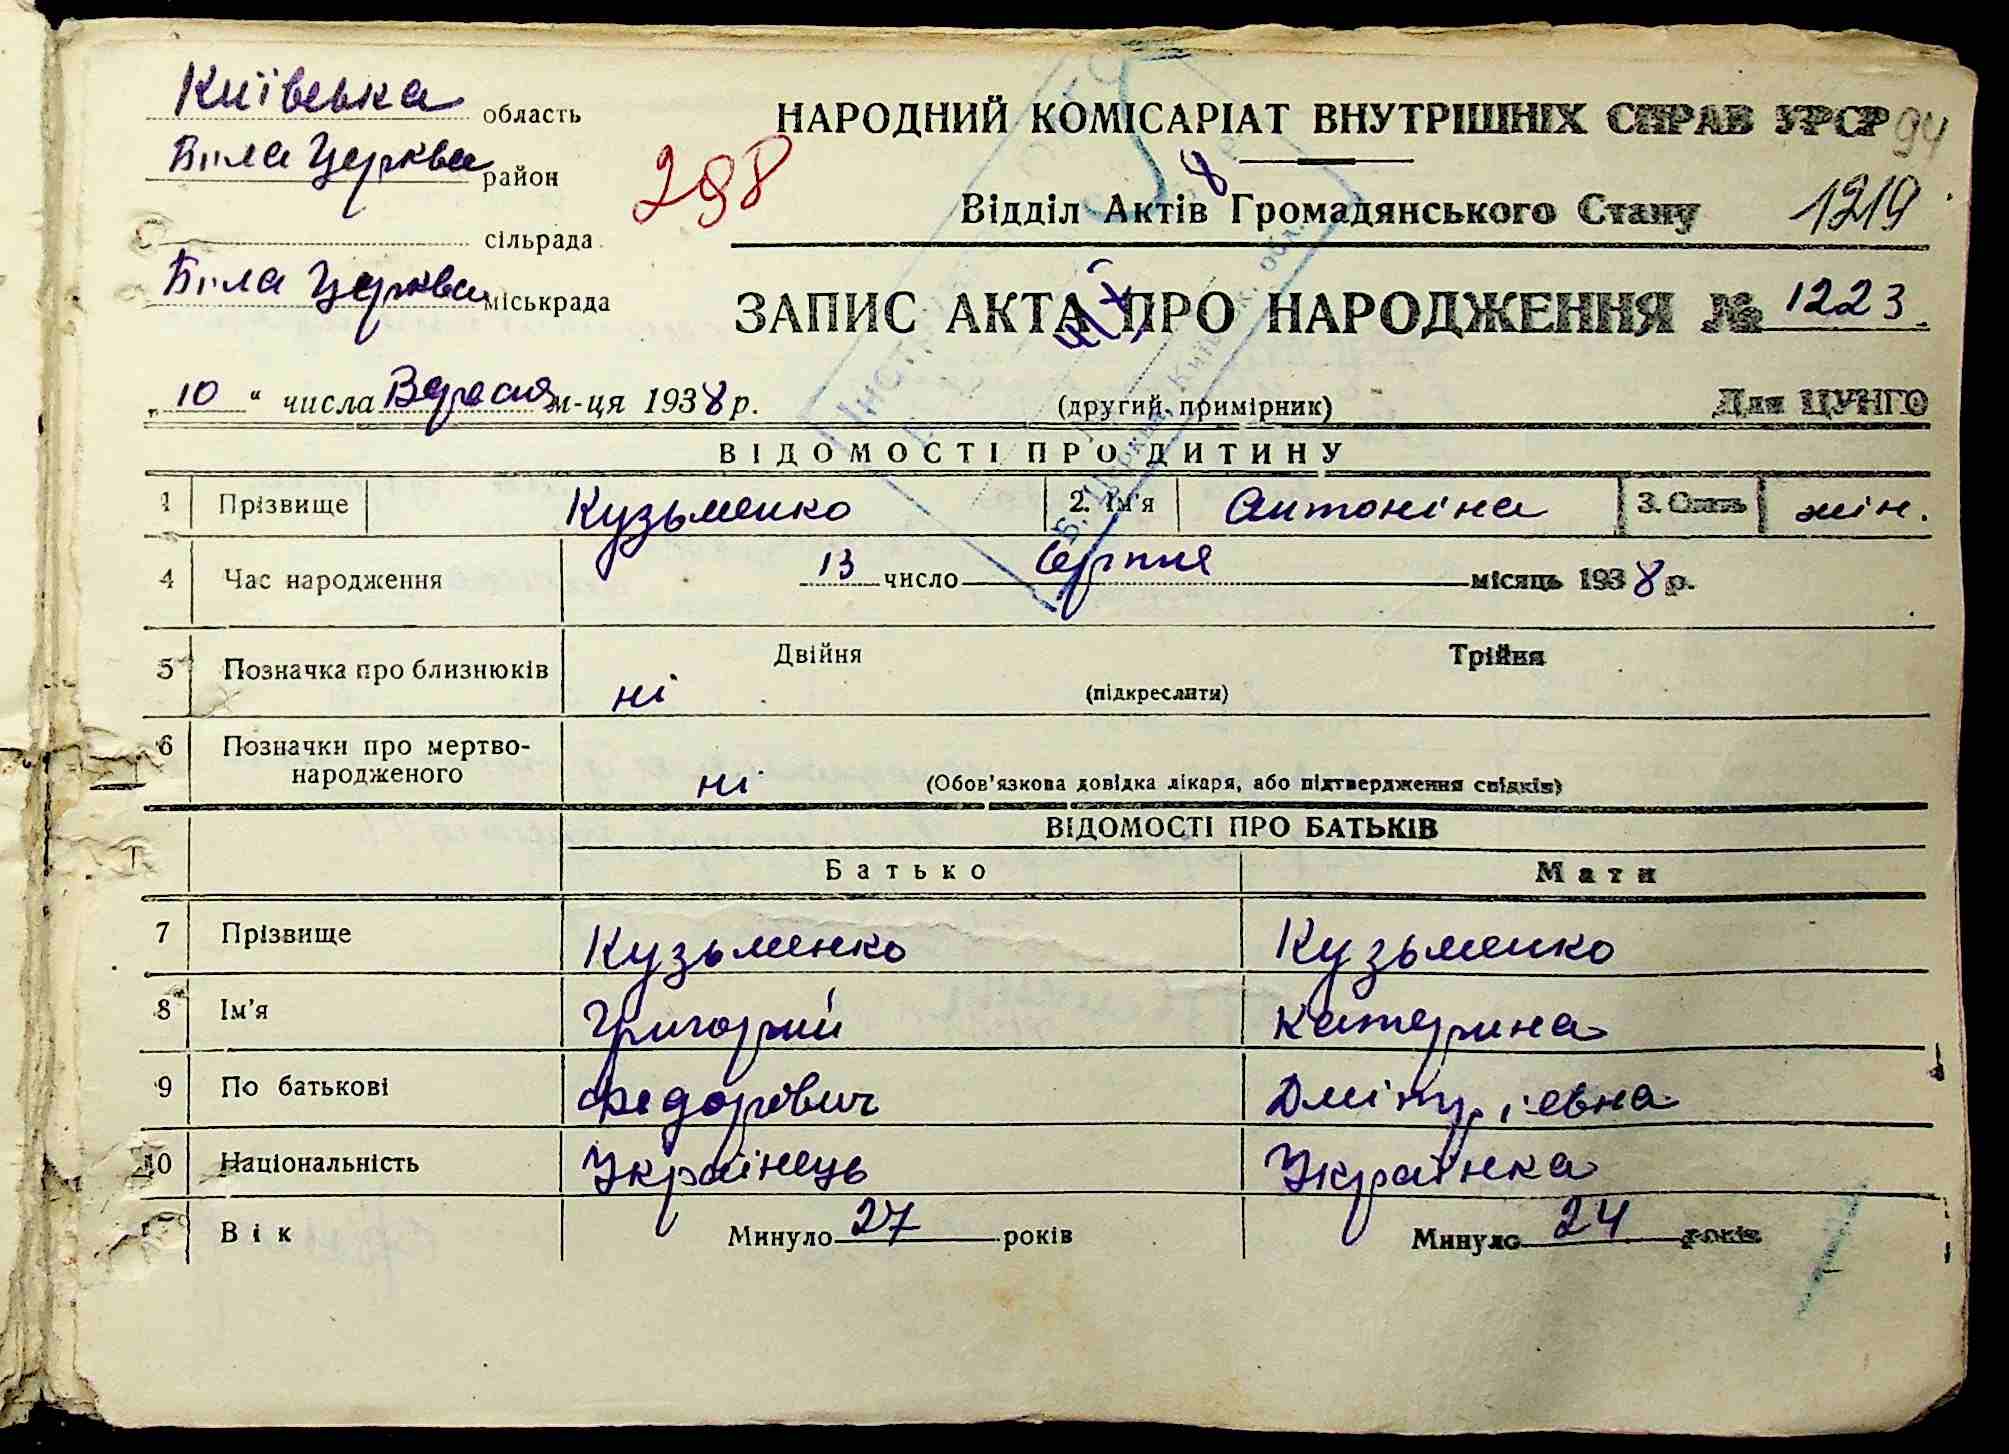 Київська область
Біла Церква район
сільрада
Біла Церква міськрада
298
НАРОДНИЙ КОМІСАРІАТ ВНУТРІШНІХ СПРАВ УРСР
94
8
Відділ Актів Громадянського Стану
1219
ЗАПИС АКТА ПРО НАРОДЖЕННЯ № 1223
„10“ числа Вересня м-ця 1938 р.
(другий примірник)
Для ЦУНГО
ВІДОМОСТІ ПРО ДИТИНУ
1 Прізвище Кузьменко 2. Ім'я Антоніна 3. Стать жін.
4 Час народження 13 число Серпня місяць 1938 р.
5 Позначка про близнюків Двійня Трійня
ні (підкреслити)
6 Позначки про мертво-
народженого ні (Обов'язкова довідка лікаря, або підтвердження свідків)
ВІДОМОСТІ ПРО БАТЬКІВ
Батько Мати
7 Прізвище Кузьменко Кузьменко
8 Ім'я Григорий Катерина
9 По батькові Федорович Дмітрієвна
10 Національність Українець Українка
Вік Минуло 27 років Минуло 24 років